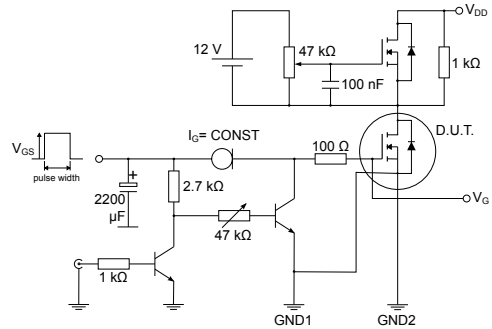 V_DD
12 V
47 kΩ
100 nF
1 kΩ
D.U.T.
I_G= CONST
100 Ω
V_GS
pulse width
+
2200
μF
2.7 kΩ
47 kΩ
V_G
1 kΩ
GND1
GND2